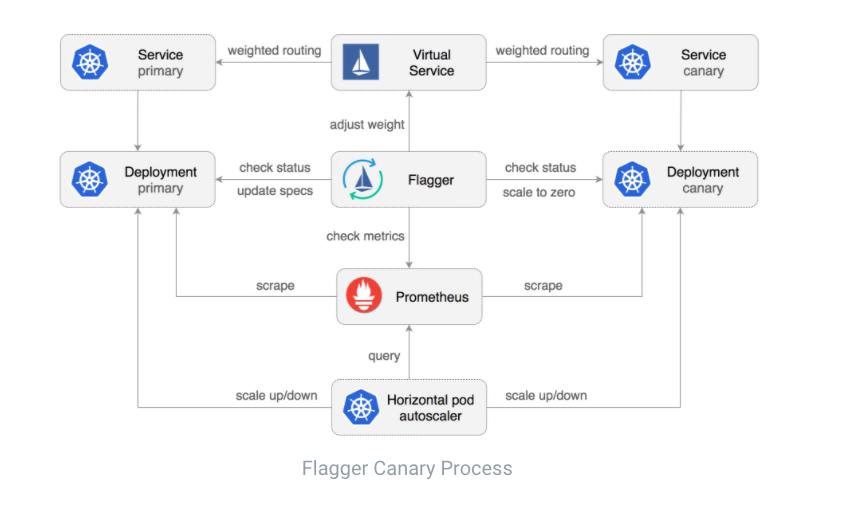 Service
primary
weighted routing
Virtual
Service
weighted routing
Service
canary
adjust weight
Deployment
primary
check status
update specs
Flagger
check status
scale to zero
Deployment
canary
check metrics
scrape
Prometheus
scrape
query
scale up/down
Horizontal pod
autoscaler
scale up/down
Flagger Canary Process